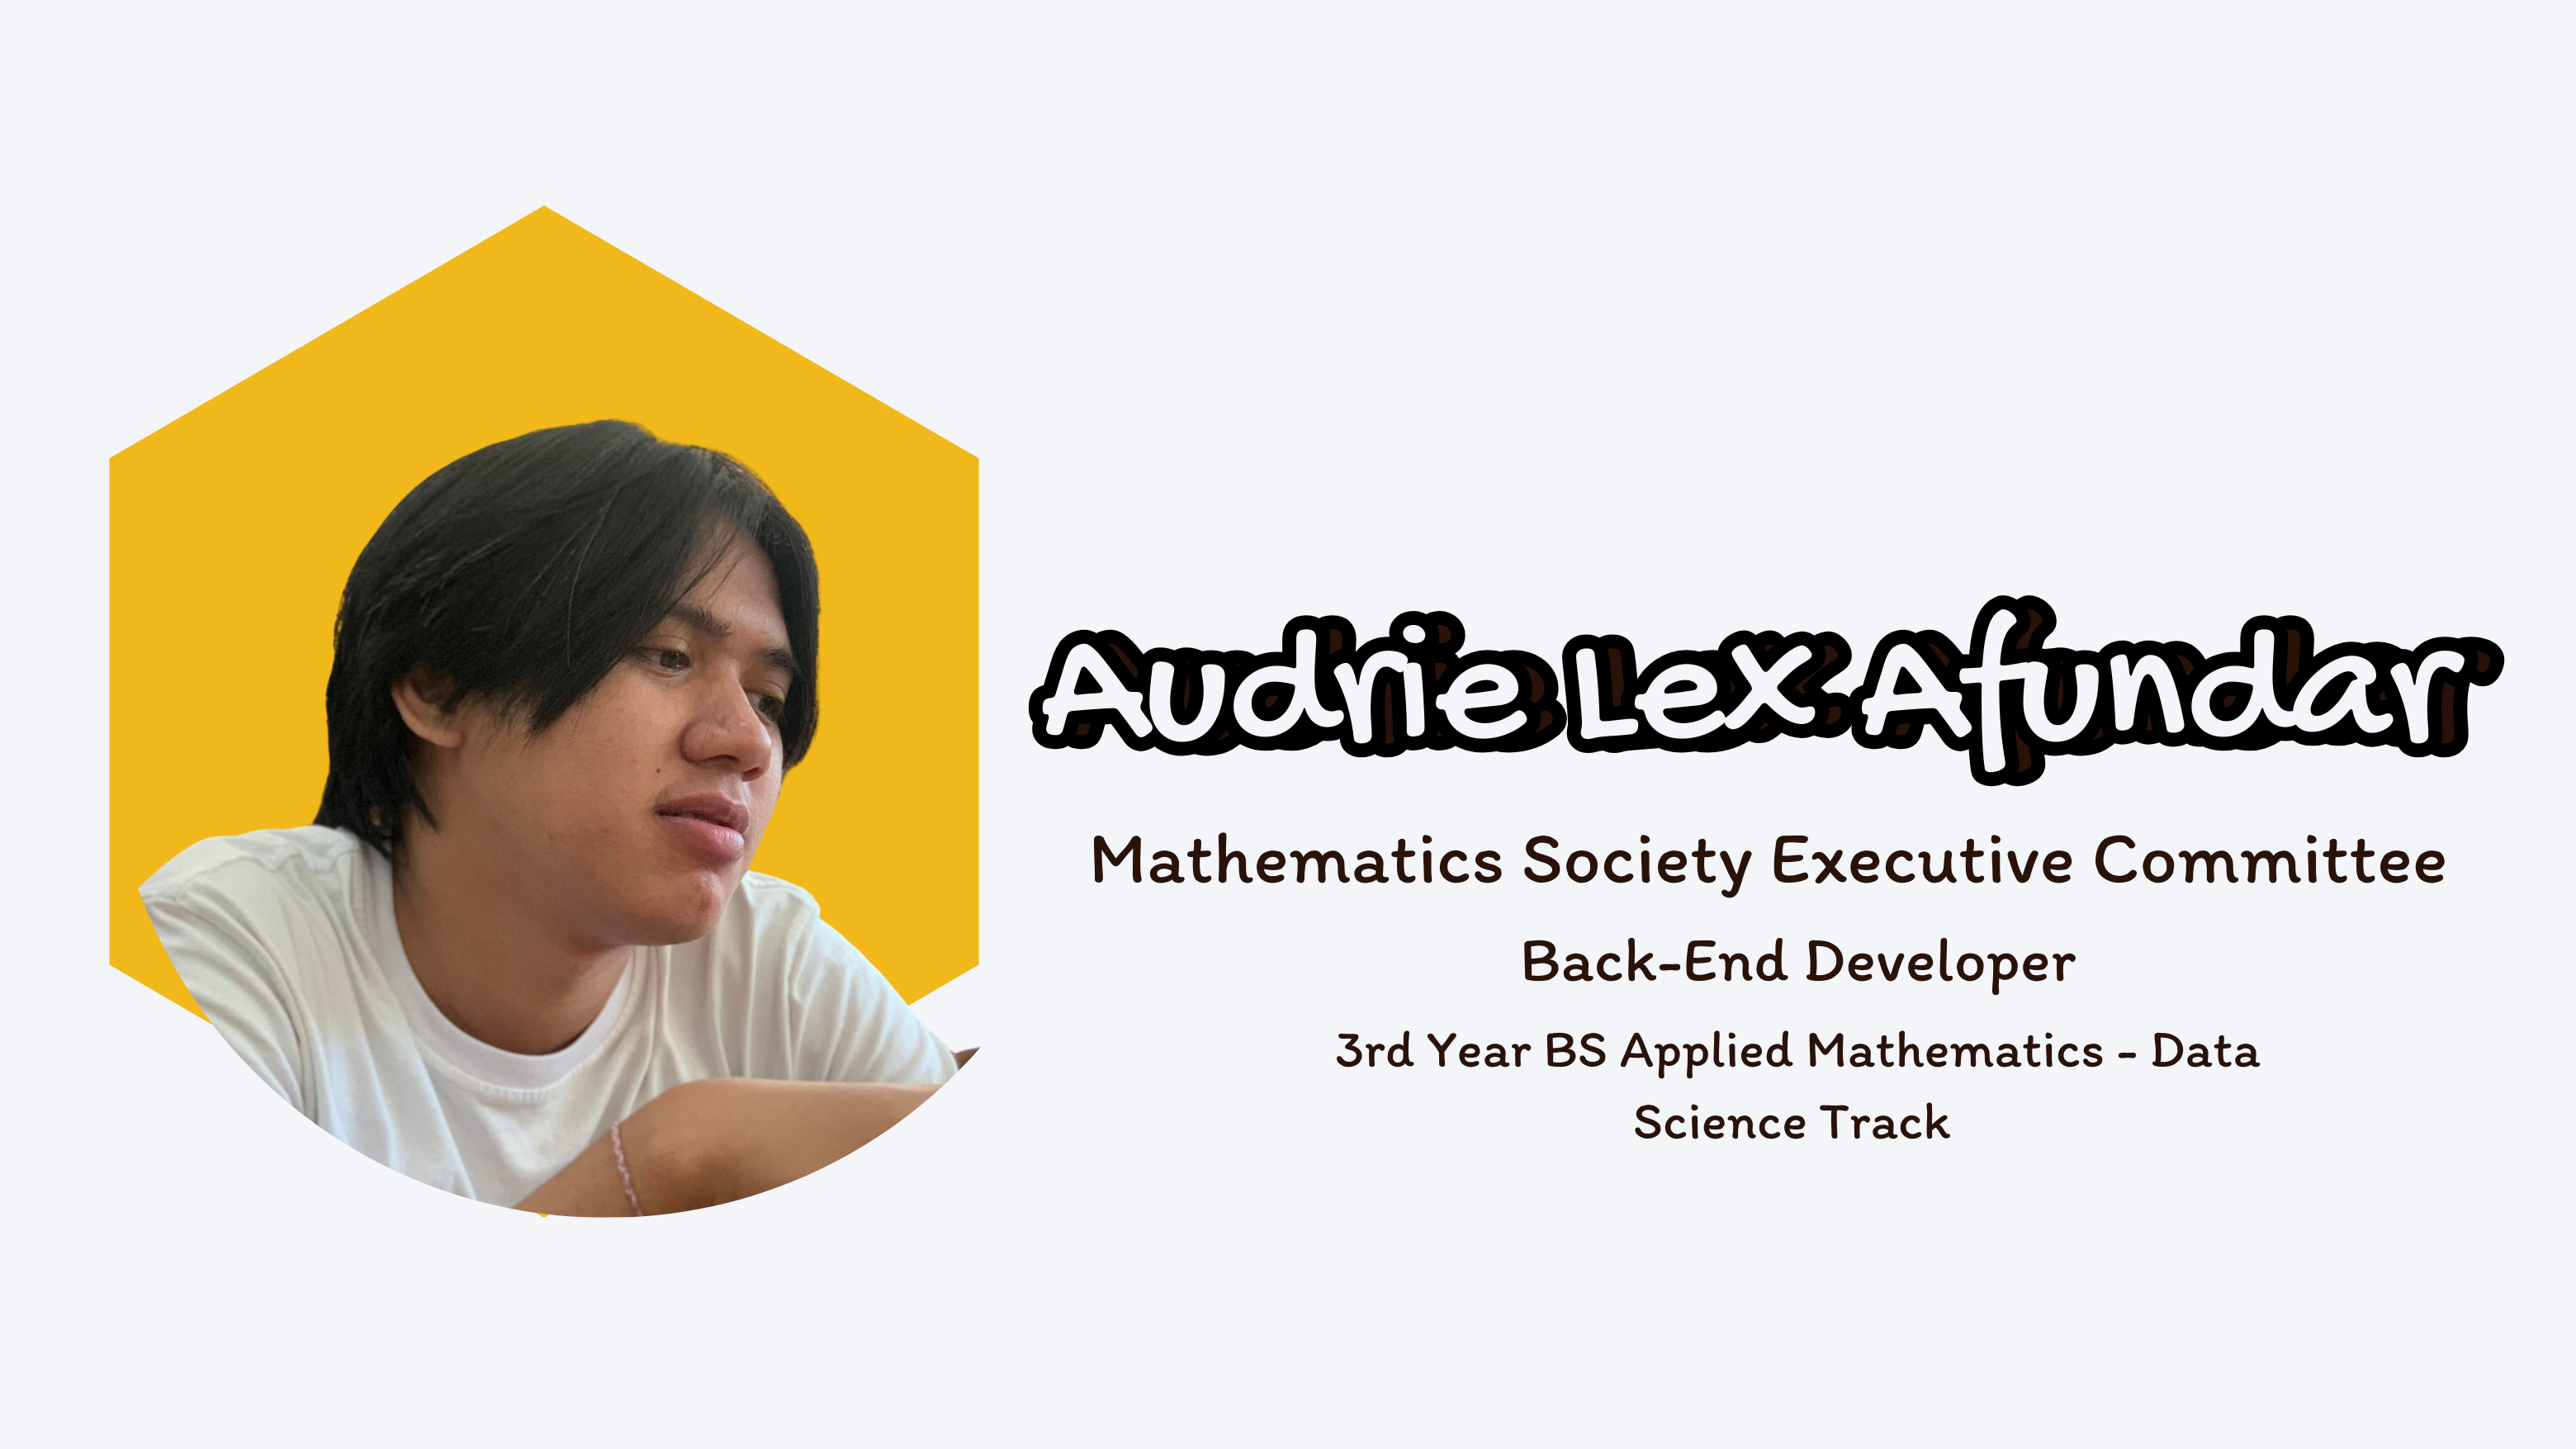 Audrie Lex Afundar
Mathematics Society Executive Committee
Back-End Developer
3rd Year BS Applied Mathematics - Data
Science Track